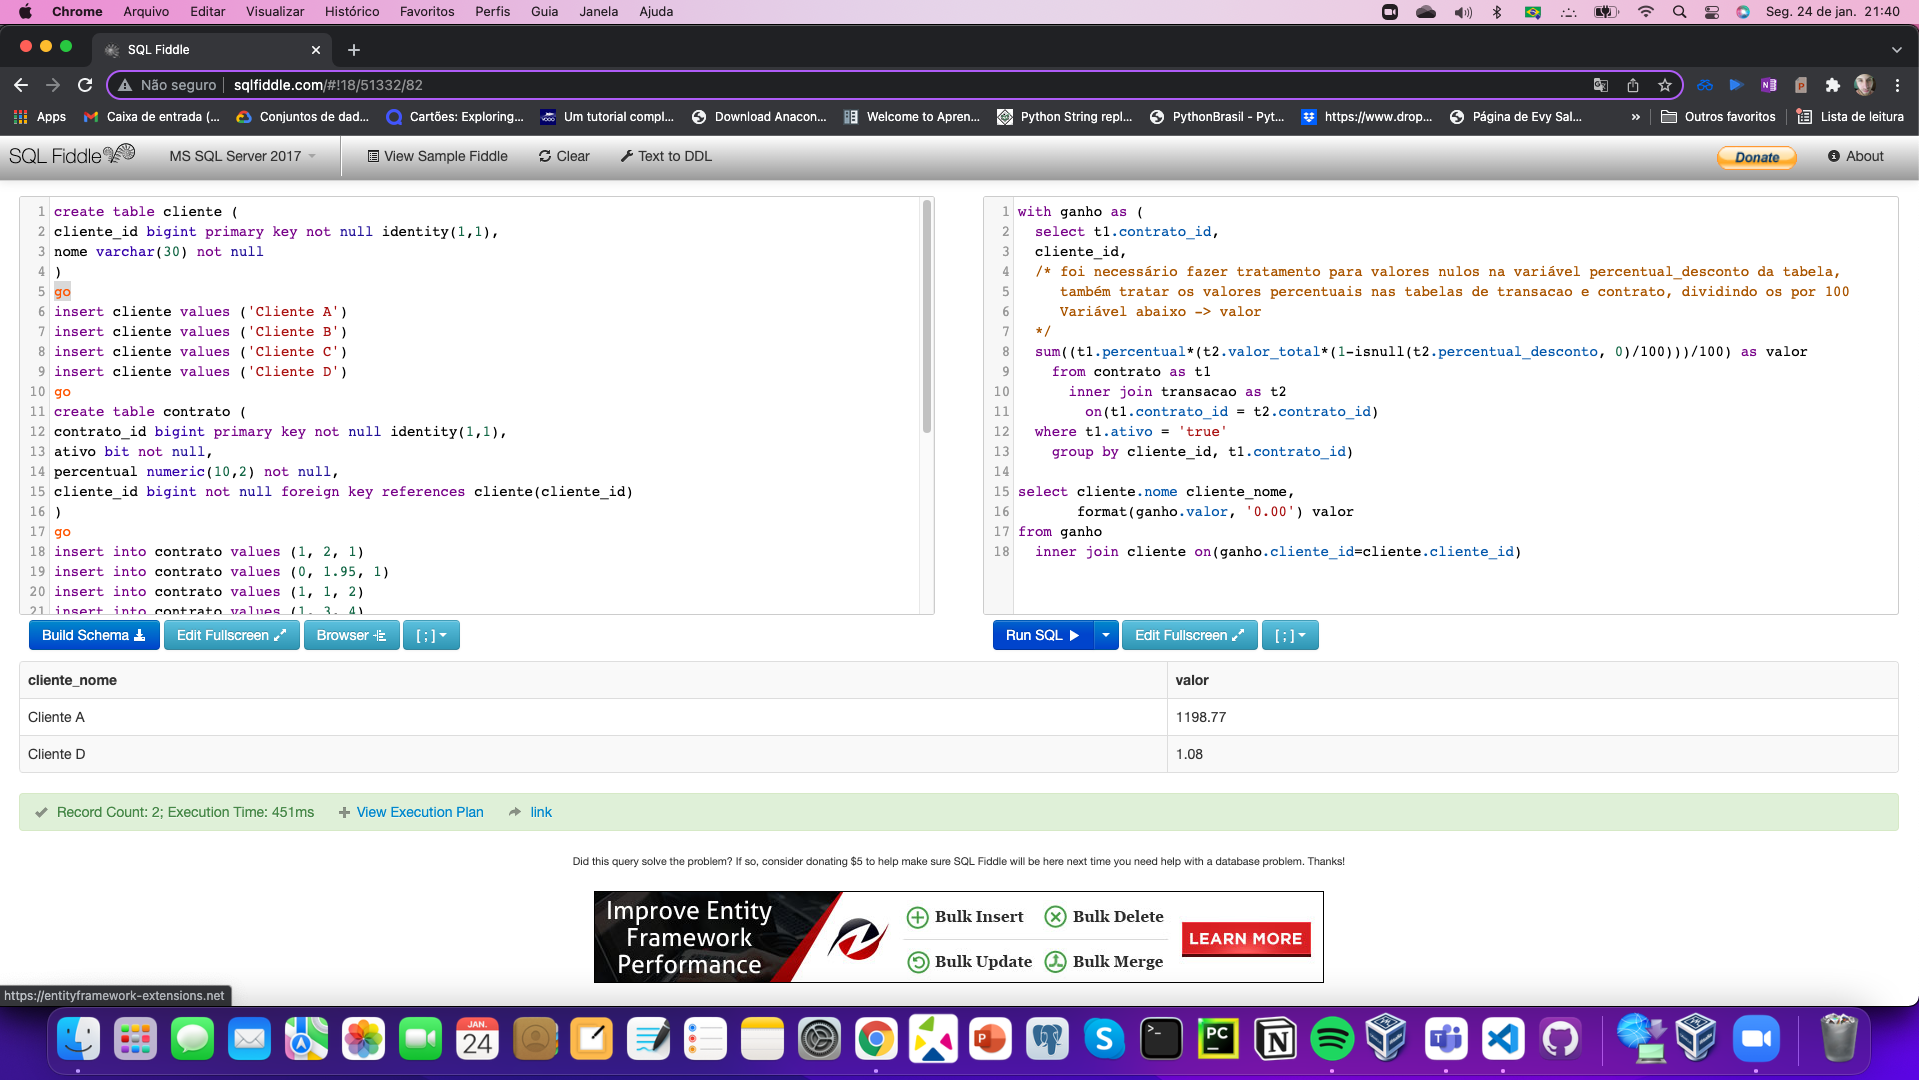 Chrome Arquivo Editar Visualizar Histórico Favoritos Perfis Guia Janela Ajuda Seg. 24 de jan. 21:40
SQL Fiddle
Não seguro sqlfiddle.com/#!18/51332/82
Apps Caixa de entrada (... Conjuntos de dad... Cartões: Exploring... Um tutorial compl... Download Anacon... Welcome to Apren... Python String repl... PythonBrasil - Pyt... https://www.drop... Página de Evy Sal... » Outros favoritos Lista de leitura
SQL Fiddle MS SQL Server 2017 View Sample Fiddle Clear Text to DDL Donate About
1 create table cliente (
2 cliente_id bigint primary key not null identity(1,1),
3 nome varchar(30) not null
4 )
5 go
6 insert cliente values ('Cliente A')
7 insert cliente values ('Cliente B')
8 insert cliente values ('Cliente C')
9 insert cliente values ('Cliente D')
10 go
11 create table contrato (
12 contrato_id bigint primary key not null identity(1,1),
13 ativo bit not null,
14 percentual numeric(10,2) not null,
15 cliente_id bigint not null foreign key references cliente(cliente_id)
16 )
17 go
18 insert into contrato values (1, 2, 1)
19 insert into contrato values (0, 1.95, 1)
20 insert into contrato values (1, 1, 2)
21 insert into contrato values (1, 3, 4)
1 with ganho as (
2 select t1.contrato_id,
3 cliente_id,
4 /* foi necessário fazer tratamento para valores nulos na variável percentual_desconto da tabela,
5 também tratar os valores percentuais nas tabelas de transacao e contrato, dividindo os por 100
6 Variável abaixo -> valor
7 */
8 sum((t1.percentual*(t2.valor_total*(1-isnull(t2.percentual_desconto, 0)/100)))/100) as valor
9 from contrato as t1
10 inner join transacao as t2
11 on(t1.contrato_id = t2.contrato_id)
12 where t1.ativo = 'true'
13 group by cliente_id, t1.contrato_id)
14
15 select cliente.nome cliente_nome,
16 format(ganho.valor, '0.00') valor
17 from ganho
18 inner join cliente on(ganho.cliente_id=cliente.cliente_id)
Build Schema Edit Fullscreen Browser [ ; ]
Run SQL Edit Fullscreen [ ; ]
cliente_nome valor
Cliente A 1198.77
Cliente D 1.08
Record Count: 2; Execution Time: 451ms View Execution Plan link
Did this query solve the problem? If so, consider donating $5 to help make sure SQL Fiddle will be here next time you need help with a database problem. Thanks!
Improve Entity
Framework
Performance
Bulk Insert Bulk Delete
Bulk Update Bulk Merge
LEARN MORE
https://entityframework-extensions.net
JAN.
24
PC